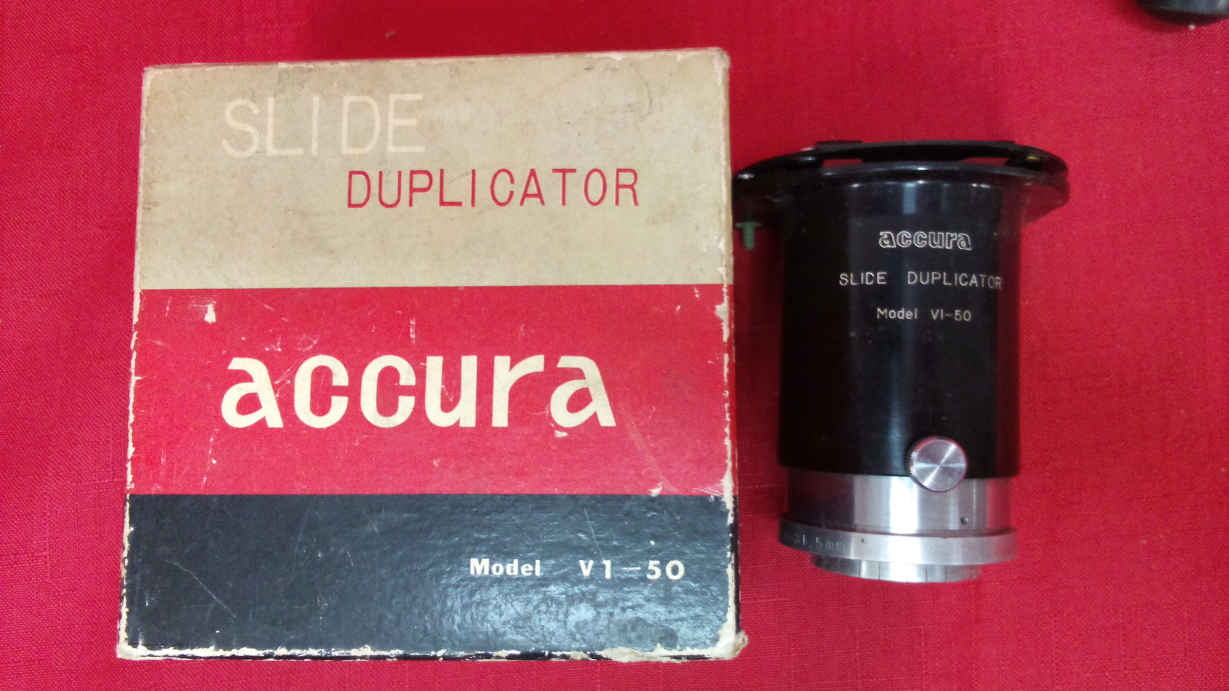 SLIDE
DUPLICATOR
accura
Model V1-50
accura
SLIDE DUPLICATOR
Model VI-50